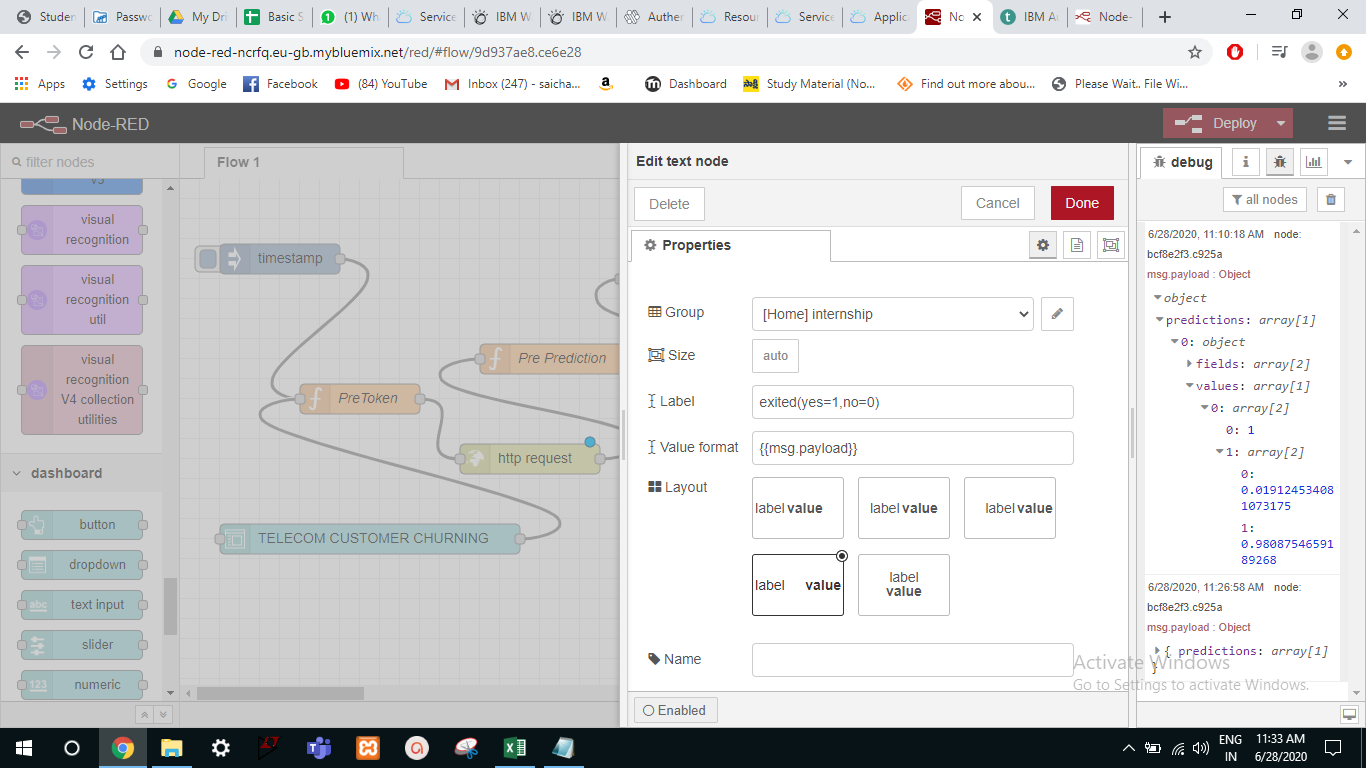 Studen
Passwo
My Dri
Basic S
(1) Wh
Service
IBM W
IBM W
Auther
Resour
Service
Applic
No
IBM A
Node-
node-red-ncrfq.eu-gb.mybluemix.net/red/#flow/9d937ae8.ce6e28
Apps
Settings
Google
Facebook
(84) YouTube
Inbox (247) - saicha...
Dashboard
Study Material (No...
Find out more abou...
Please Wait.. File Wi...
»
Node-RED
Deploy
filter nodes
Flow 1
V3
visual
recognition
visual
recognition
util
visual
recognition
V4 collection
utilities
dashboard
button
dropdown
abc text input
slider
123 numeric
timestamp
Pre Prediction
PreToken
http request
TELECOM CUSTOMER CHURNING
Edit text node
Delete
Cancel
Done
Properties
Group
[Home] internship
Size
auto
Label
exited(yes=1,no=0)
Value format
{{msg.payload}}
Layout
label value
label value
label value
label value
label
value
Name
Enabled
debug
all nodes
6/28/2020, 11:10:18 AM node:
bcf8e2f3.c925a
msg.payload : Object
object
predictions: array[1]
0: object
fields: array[2]
values: array[1]
0: array[2]
0: 1
1: array[2]
0:
0.01912453408
1073175
1:
0.98087546591
89268
6/28/2020, 11:26:58 AM node:
bcf8e2f3.c925a
msg.payload : Object
{ predictions: array[1]
}
Activate Windows
Go to Settings to activate Windows.
ENG
IN
11:33 AM
6/28/2020